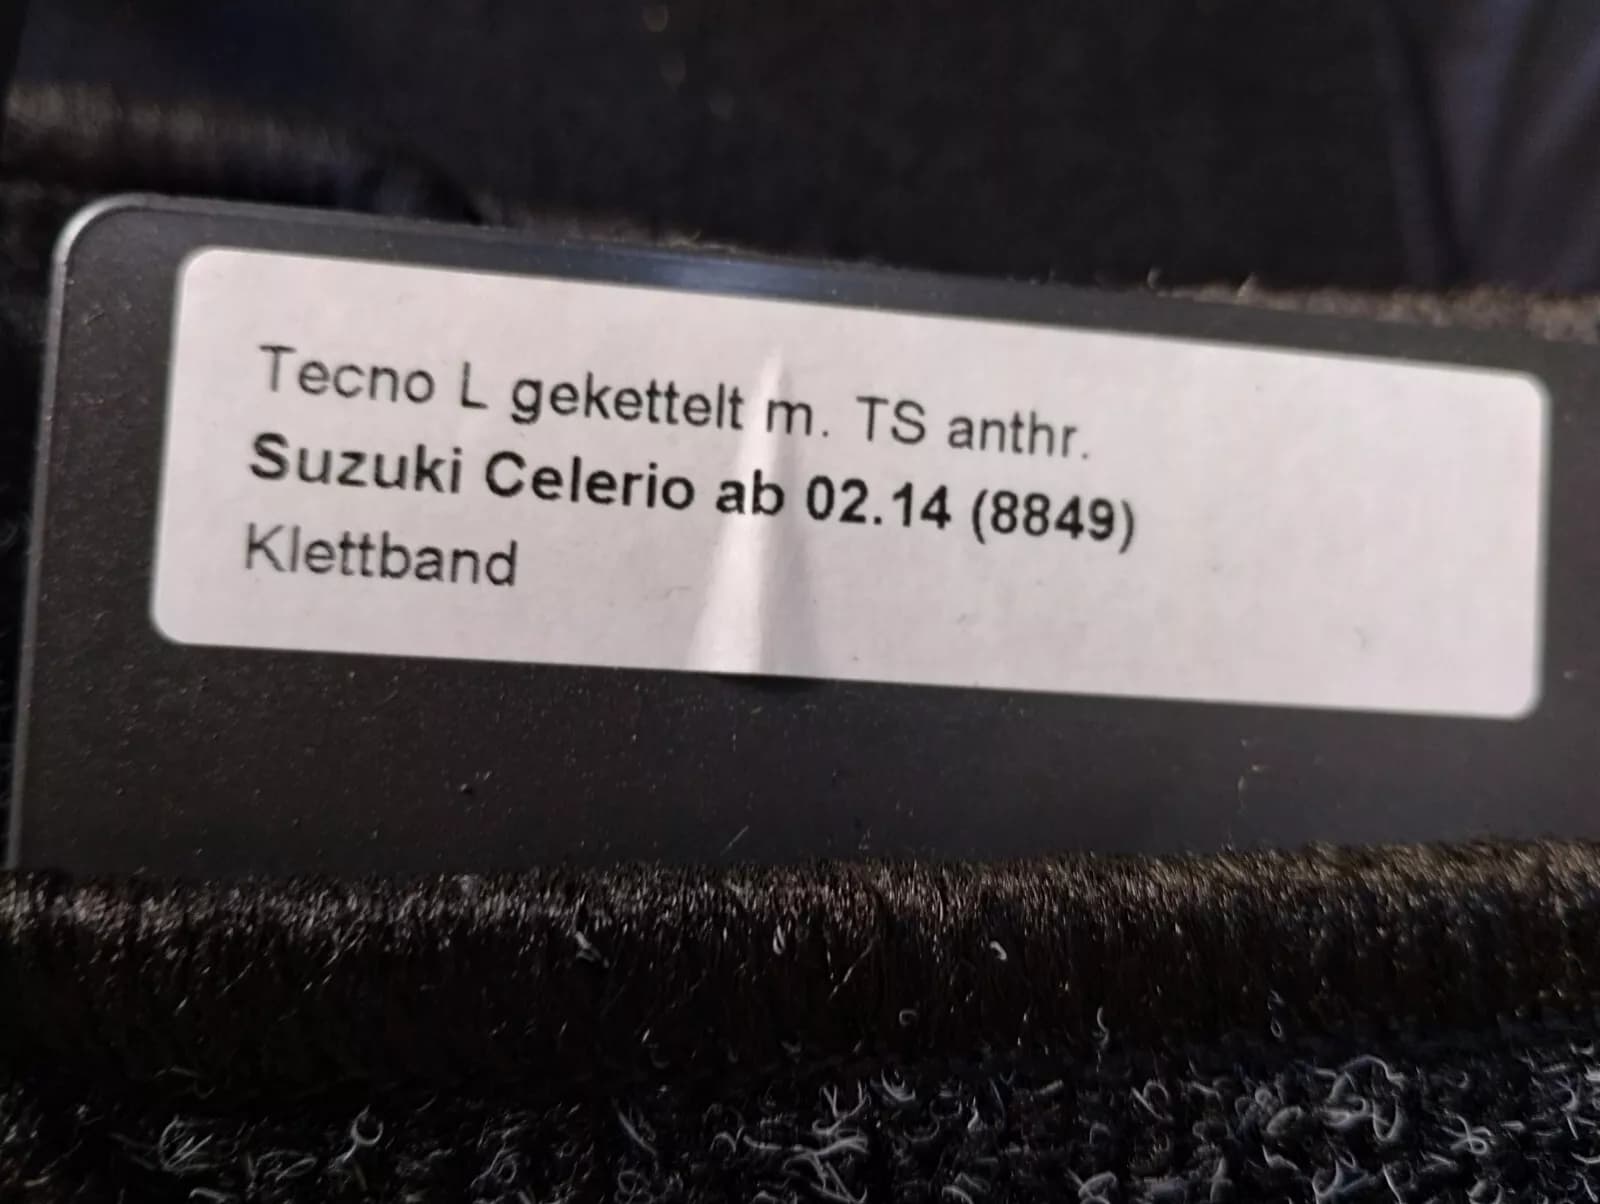 Tecno L gekettelt m. TS anthr.
Suzuki Celerio ab 02.14 (8849)
Klettband